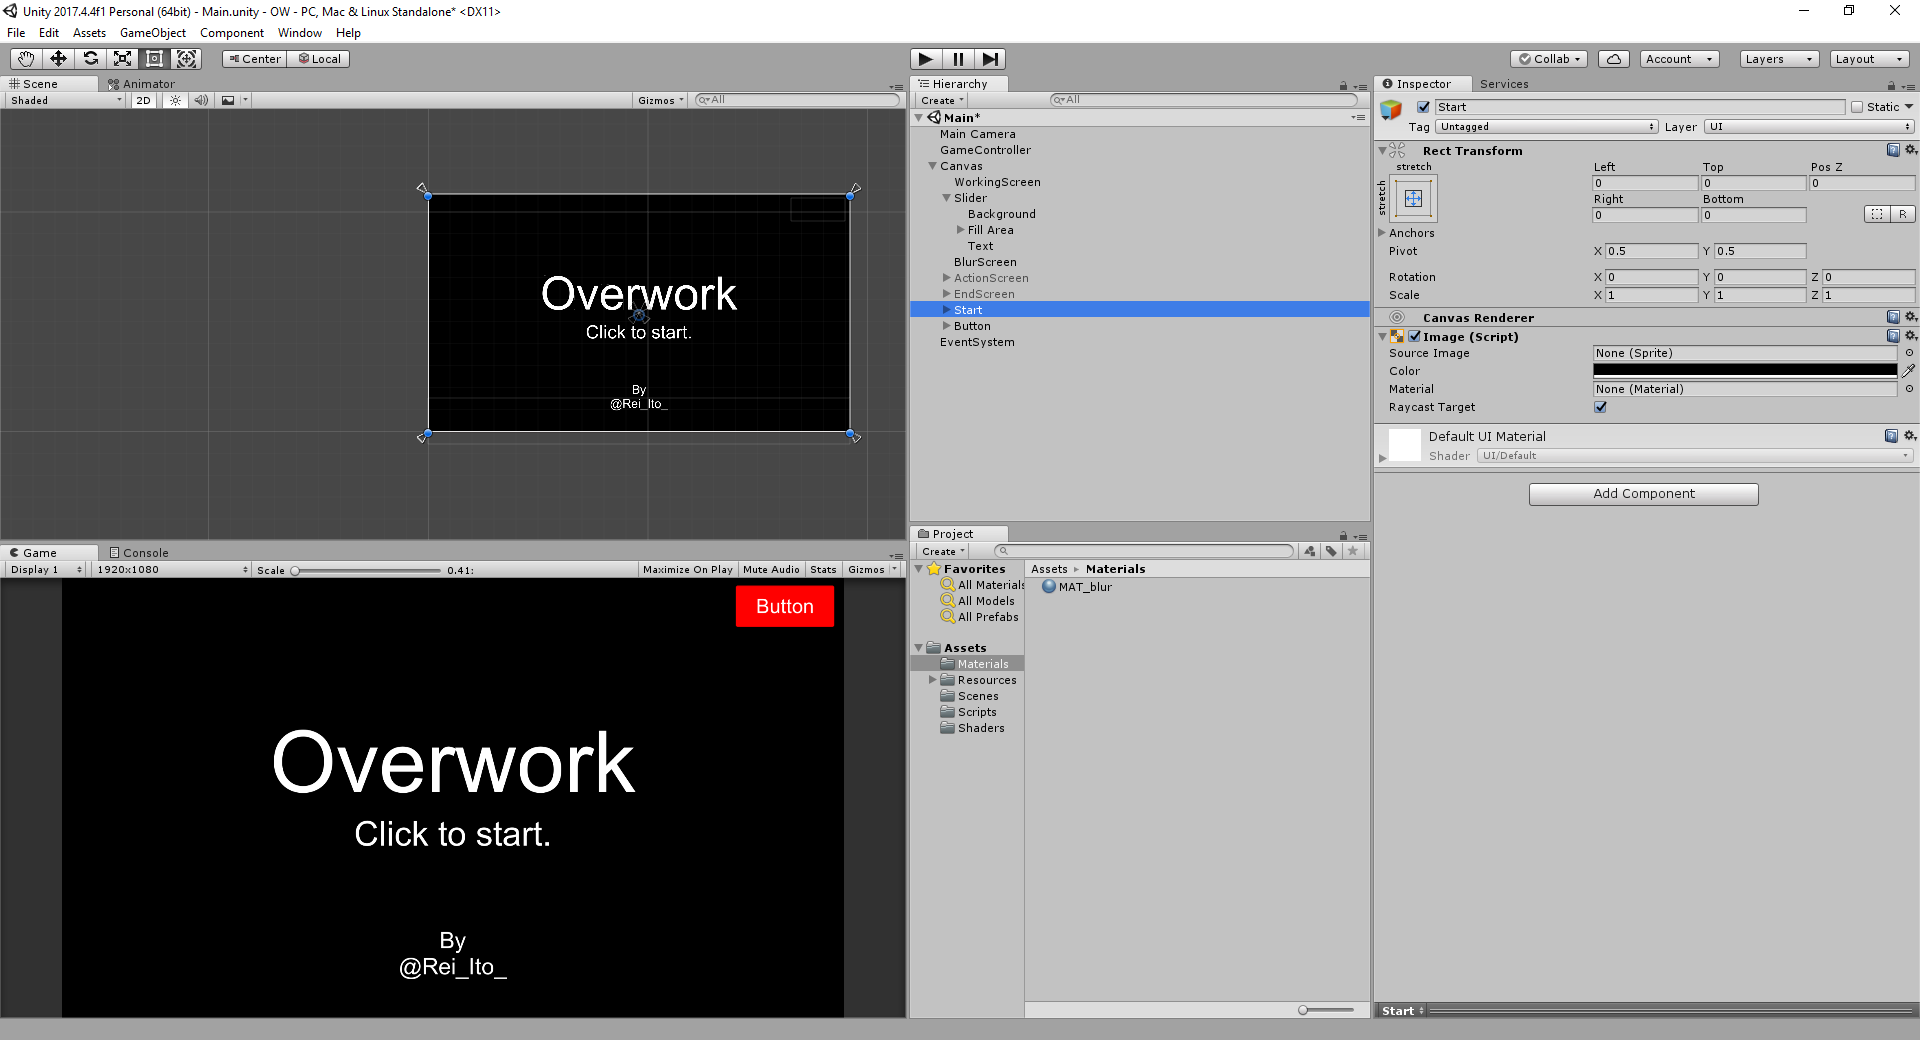 Unity 2017.4.4f1 Personal (64bit) - Main.unity - OW - PC, Mac & Linux Standalone* <DX11>
File Edit Assets GameObject Component Window Help
Center Local
Collab Account Layers Layout
Scene Animator
Shaded 2D Gizmos All
Overwork
Click to start.
By
@Rei_Ito_
Game Console
Display 1 1920x1080 Scale 0.41: Maximize On Play Mute Audio Stats Gizmos
Button
Overwork
Click to start.
By
@Rei_Ito_
Hierarchy
Create All
Main*
Main Camera
GameController
Canvas
WorkingScreen
Slider
Background
Fill Area
Text
BlurScreen
ActionScreen
EndScreen
Start
Button
EventSystem
Project
Create
Favorites
All Materials
All Models
All Prefabs
Assets
Materials
Resources
Scenes
Scripts
Shaders
Assets Materials
MAT_blur
Inspector Services
Start Static
Tag Untagged Layer UI
Rect Transform
stretch Left Top Pos Z
stretch 0 0 0
Right Bottom
0 0 R
Anchors
Pivot X 0.5 Y 0.5
Rotation X 0 Y 0 Z 0
Scale X 1 Y 1 Z 1
Canvas Renderer
Image (Script)
Source Image None (Sprite)
Color
Material None (Material)
Raycast Target
Default UI Material
Shader UI/Default
Add Component
Start